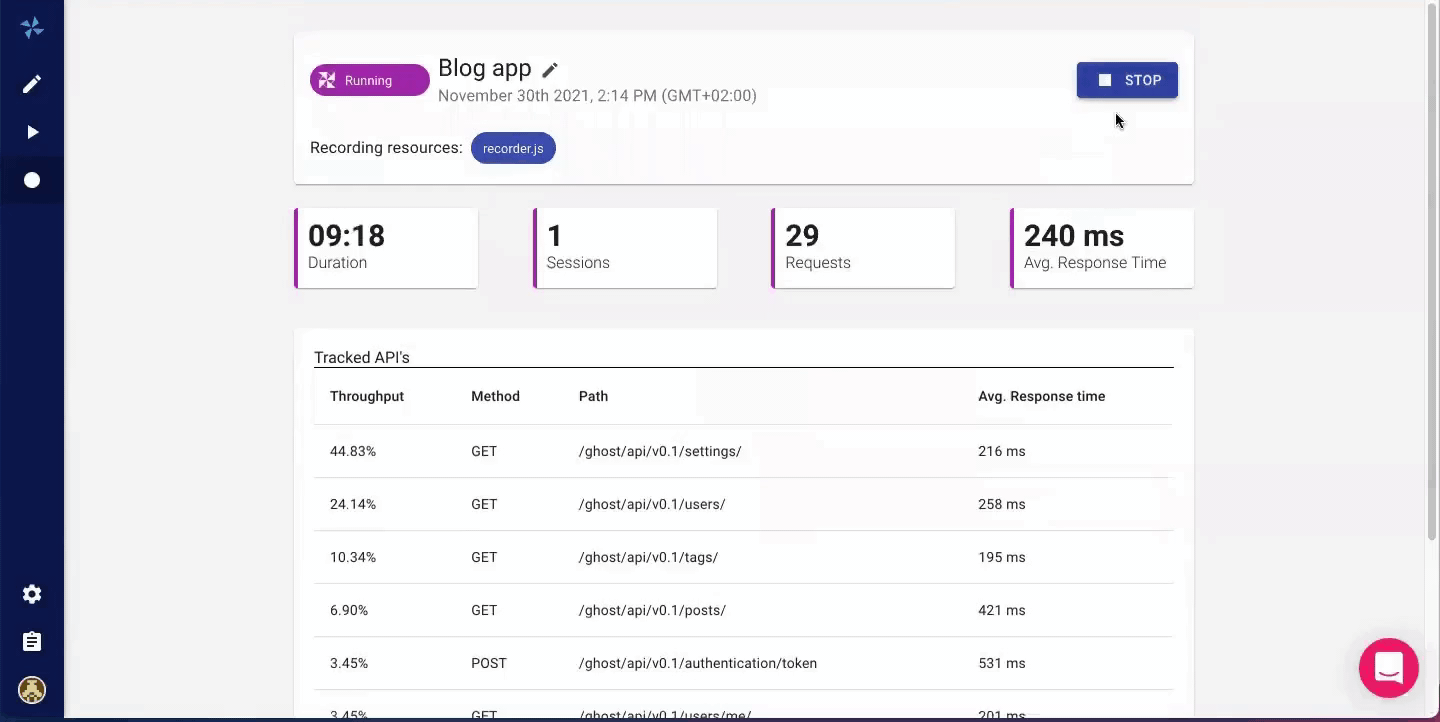 Running
Blog app
November 30th 2021, 2:14 PM (GMT+02:00)
STOP
Recording resources: recorder.js
09:18
Duration
1
Sessions
29
Requests
240 ms
Avg. Response Time
Tracked API's
Throughput Method Path Avg. Response time
44.83% GET /ghost/api/v0.1/settings/ 216 ms
24.14% GET /ghost/api/v0.1/users/ 258 ms
10.34% GET /ghost/api/v0.1/tags/ 195 ms
6.90% GET /ghost/api/v0.1/posts/ 421 ms
3.45% POST /ghost/api/v0.1/authentication/token 531 ms
3.45% GET /ghost/api/v0.1/users/me/ 201 ms